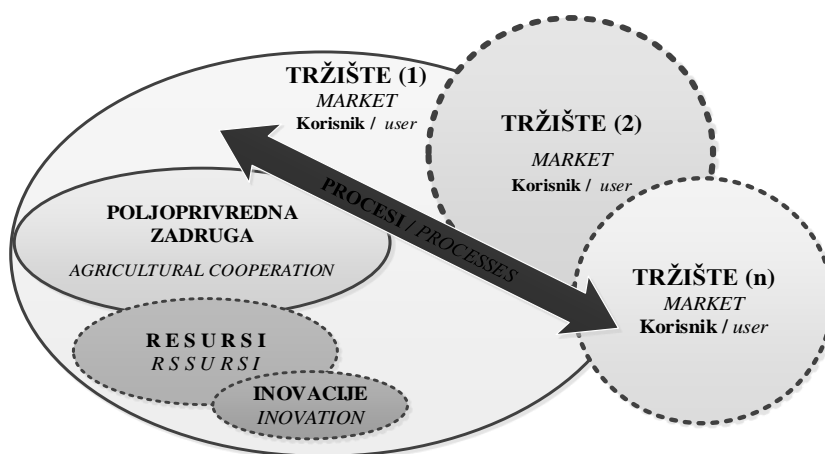 TRŽIŠTE (1)
MARKET
Korisnik / user
TRŽIŠTE (2)
MARKET
Korisnik / user
PROCESI / PROCESSES
POLJOPRIVREDNA
ZADRUGA
AGRICULTURAL COOPERATION
TRŽIŠTE (n)
MARKET
Korisnik / user
R E S U R S I
R S S U R S I
INOVACIJE
INOVATION